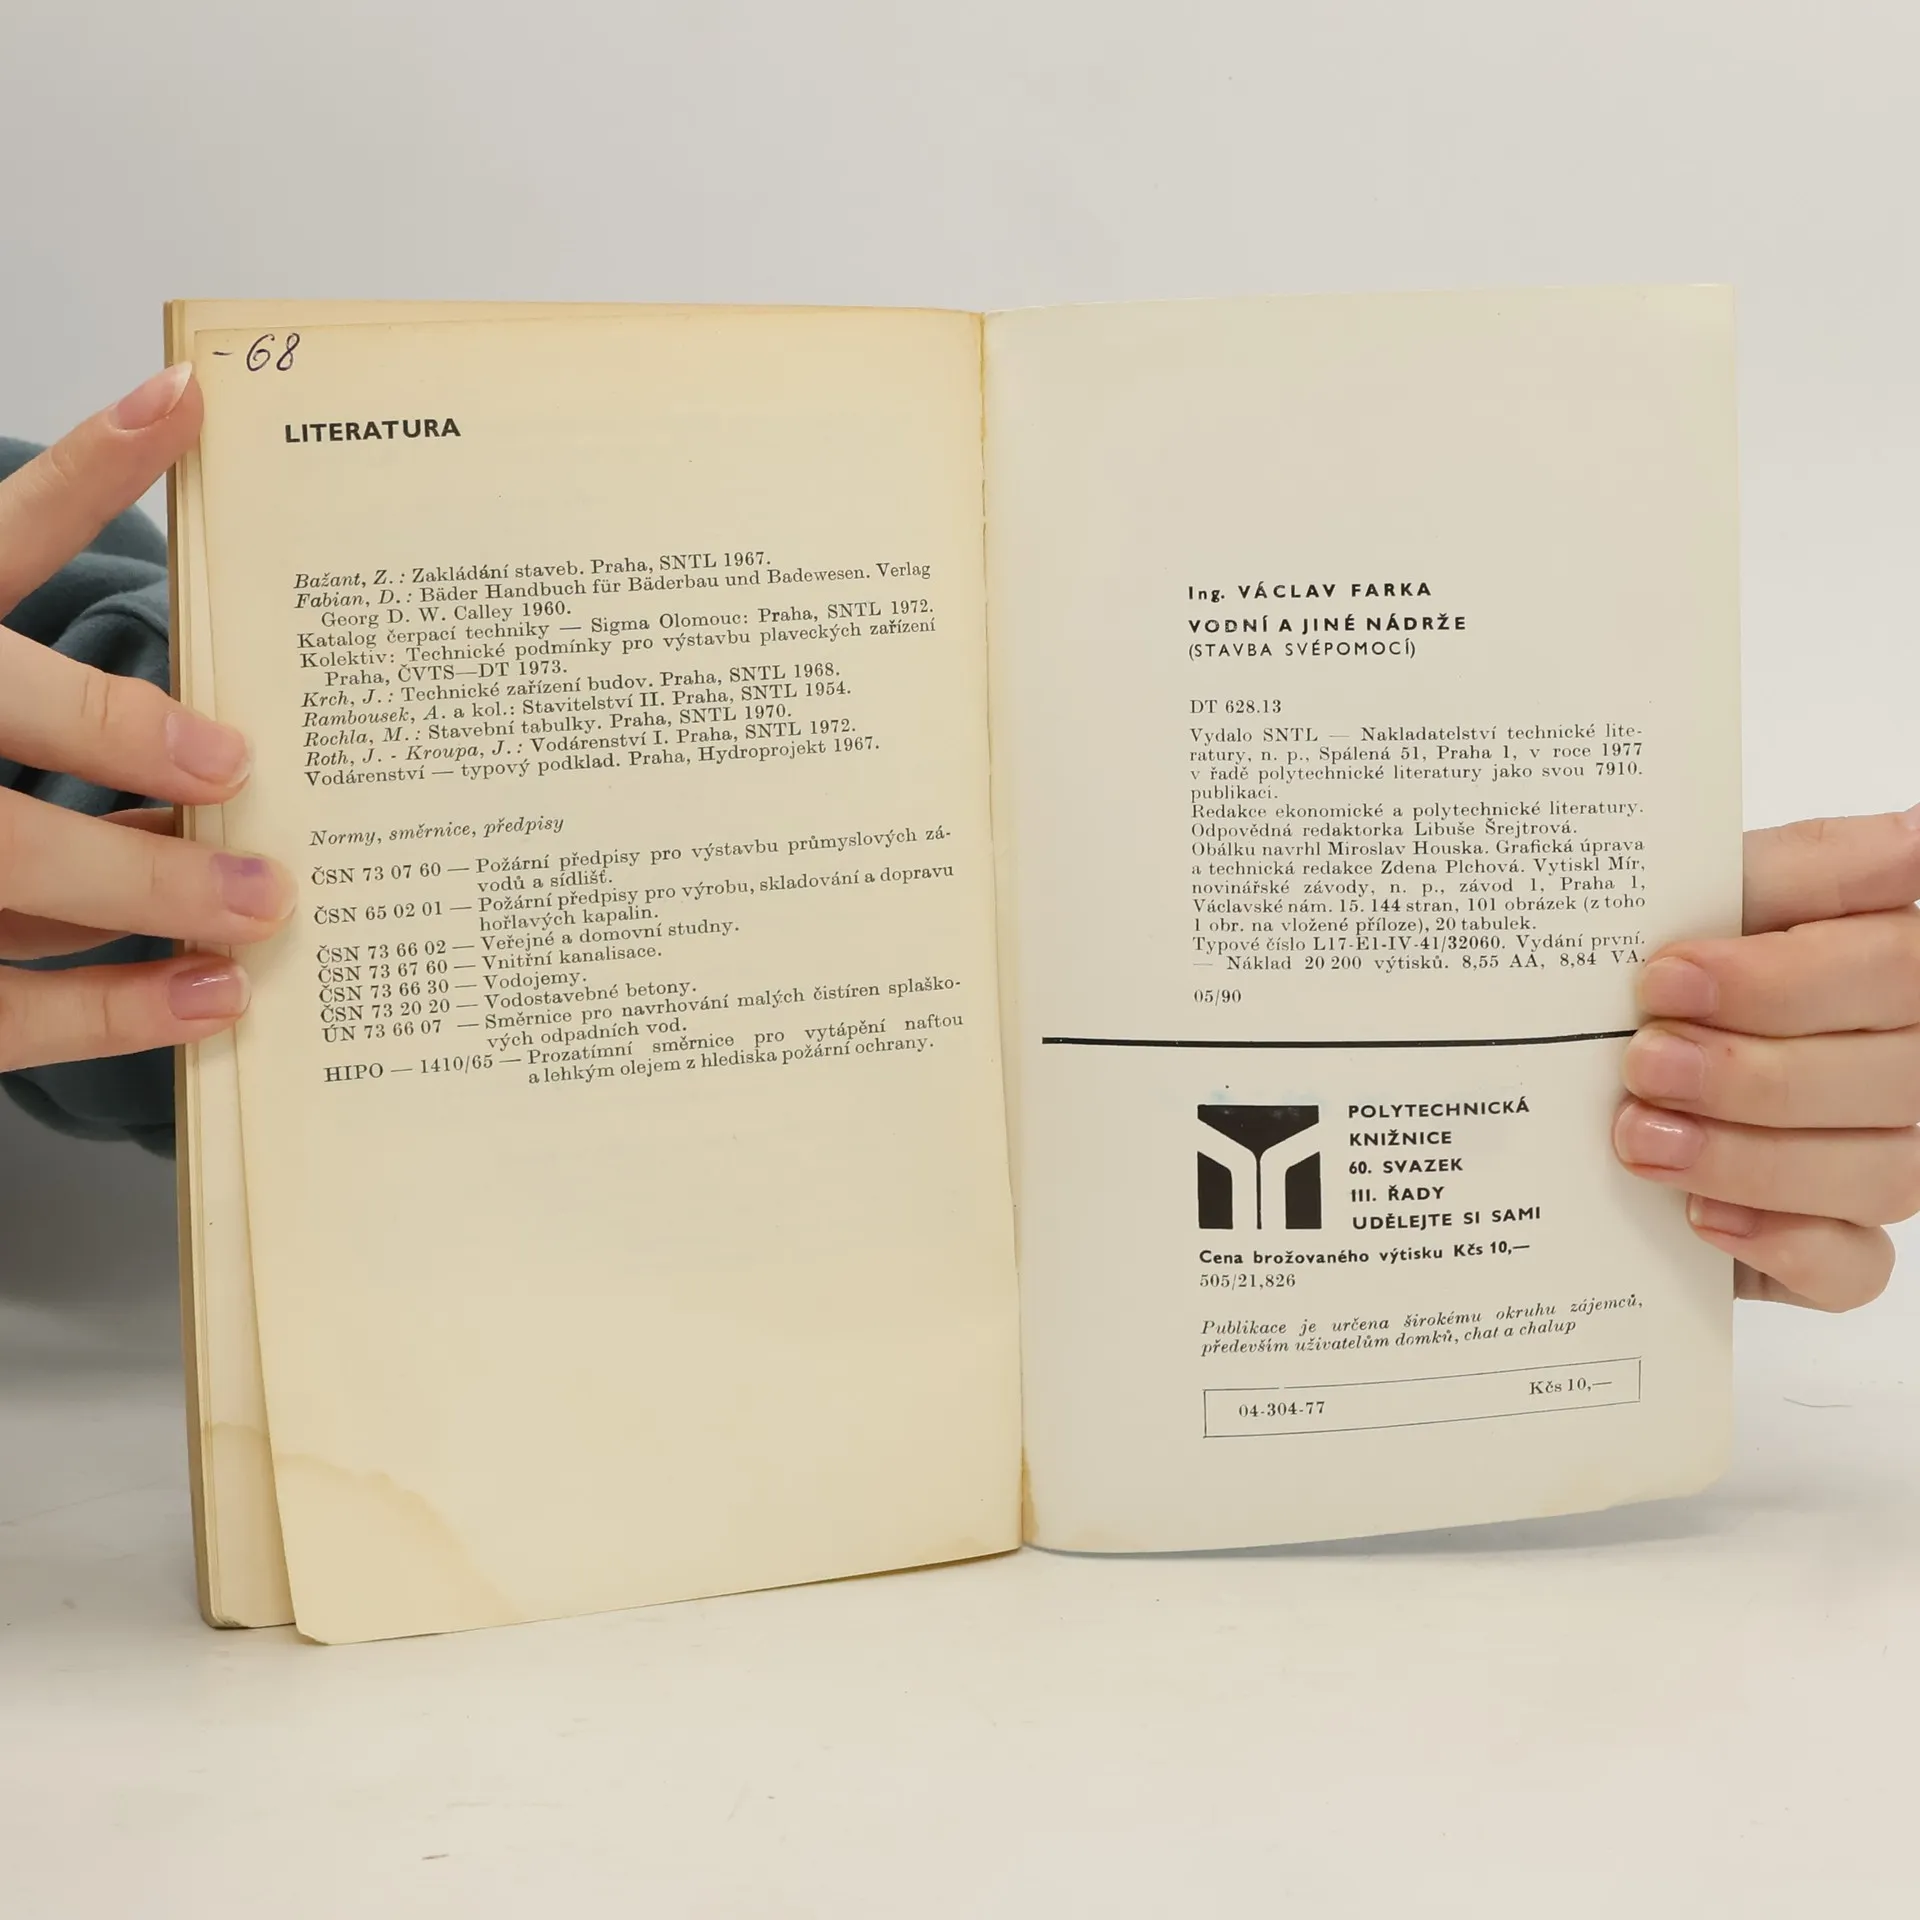 - 68
LITERATURA
Bažant, Z.: Zakládání staveb. Praha, SNTL 1967.
Fabian, D.: Bäder Handbuch für Bäderbau und Badewesen. Verlag
Georg D. W. Calley 1960.
Katalog čerpací techniky — Sigma Olomouc: Praha, SNTL 1972.
Kolektiv: Technické podmínky pro výstavbu plaveckých zařízení
Praha, ČVTS—DT 1973.
Krch, J.: Technické zařízení budov. Praha, SNTL 1968.
Rambousek, A. a kol.: Stavitelství II. Praha, SNTL 1954.
Rochla, M.: Stavební tabulky. Praha, SNTL 1970.
Roth, J. - Kroupa, J.: Vodárenství I. Praha, SNTL 1972.
Vodárenství — typový podklad. Praha, Hydroprojekt 1967.
Normy, směrnice, předpisy
ČSN 73 07 60 — Požární předpisy pro výstavbu průmyslových zá-
vodů a sídlišť.
ČSN 65 02 01 — Požární předpisy pro výrobu, skladování a dopravu
hořlavých kapalin.
ČSN 73 66 02 — Veřejné a domovní studny.
ČSN 73 67 60 — Vnitřní kanalisace.
ČSN 73 66 30 — Vodojemy.
ČSN 73 20 20 — Vodostavebné betony.
ÚN 73 66 07 — Směrnice pro navrhování malých čistíren splaško-
vých odpadních vod.
HIPO — 1410/65 — Prozatímní směrnice pro vytápění naftou
a lehkým olejem z hlediska požární ochrany.
Ing. VÁCLAV FARKA
VODNÍ A JINÉ NÁDRŽE
(STAVBA SVÉPOMOCÍ)
DT 628.13
Vydalo SNTL — Nakladatelství technické lite-
ratury, n. p., Spálená 51, Praha 1, v roce 1977
v řadě polytechnické literatury jako svou 7910.
publikaci.
Redakce ekonomické a polytechnické literatury.
Odpovědná redaktorka Libuše Šrejtrová.
Obálku navrhl Miroslav Houska. Grafická úprava
a technická redakce Zdena Plchová. Vytiskl Mír,
novinářské závody, n. p., závod 1, Praha 1,
Václavské nám. 15. 144 stran, 101 obrázek (z toho
1 obr. na vložené příloze), 20 tabulek.
Typové číslo L17-E1-IV-41/32060. Vydání první.
— Náklad 20 200 výtisků. 8,55 AA, 8,84 VA.
05/90
POLYTECHNICKÁ
KNIŽNICE
60. SVAZEK
III. ŘADY
UDĚLEJTE SI SAMI
Cena brožovaného výtisku Kčs 10,—
505/21,826
Publikace je určena širokému okruhu zájemců,
především uživatelům domků, chat a chalup
Kčs 10,—
04-304-77